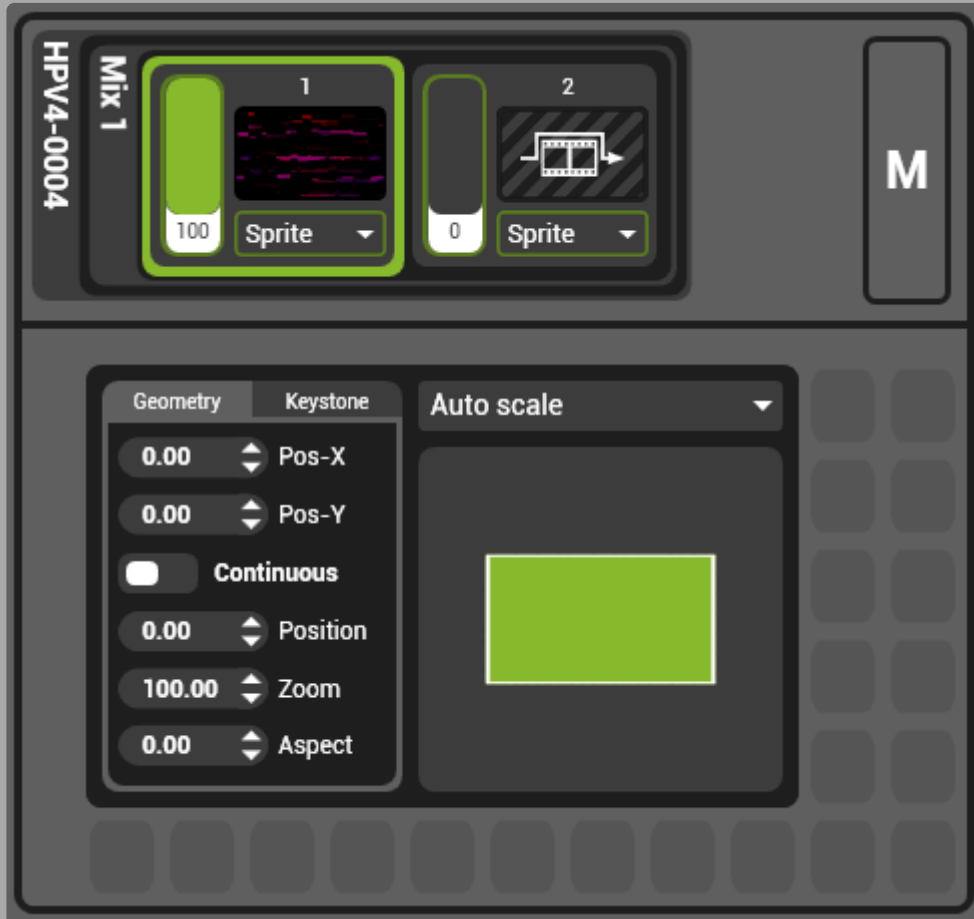 HPV4-0004
Mix 1
1
100
Sprite
2
0
Sprite
M
Geometry
Keystone
0.00 Pos-X
0.00 Pos-Y
Continuous
0.00 Position
100.00 Zoom
0.00 Aspect
Auto scale